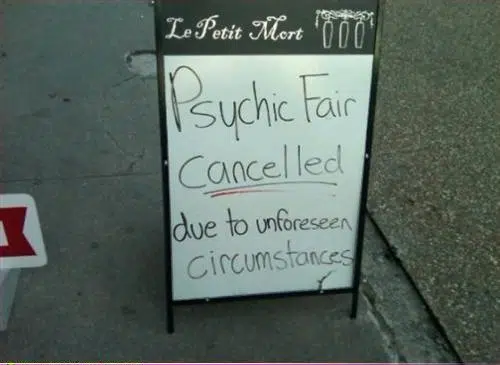 Le Petit Mort
Psychic Fair
Cancelled
due to unforeseen
circumstances